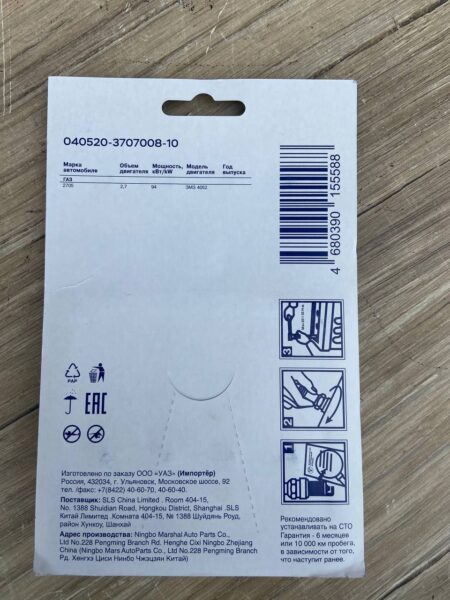 040520-3707008-10
Марка автомобиля Объем двигателя Мощность, кВт/kW Модель двигателя Год выпуска
ГАЗ
2705 2,7 94 ЗМЗ 4052
4 680390 155588
3
2
1
PAP
EAC
Изготовлено по заказу ООО «УАЗ» (Импортёр)
Россия, 432034, г. Ульяновск, Московское шоссе, 92
тел. /факс: +7(8422) 40-60-70, 40-60-40.
Поставщик: SLS China Limited . Room 404-15,
No. 1388 Shuidian Road, Hongkou District, Shanghai .SLS
Китай Лимитед .Комната 404-15, № 1388 Шуйдянь Роуд,
район Хункоу, Шанхай
Адрес производства: Ningbo Marshal Auto Parts Co.,
Ltd No.228 Pengming Branch Rd. Henghe Cixi Ningbo Zhejiang
China (Ningbo Mars AutoParts Co., Ltd No.228 Pengming Branch
Рд. Хенгхэ Циси Нинбо Чжэцзян Китай)
Рекомендовано
устанавливать на СТО
Гарантия - 6 месяцев
или 10 000 км пробега,
в зависимости от того,
что наступит ранее.